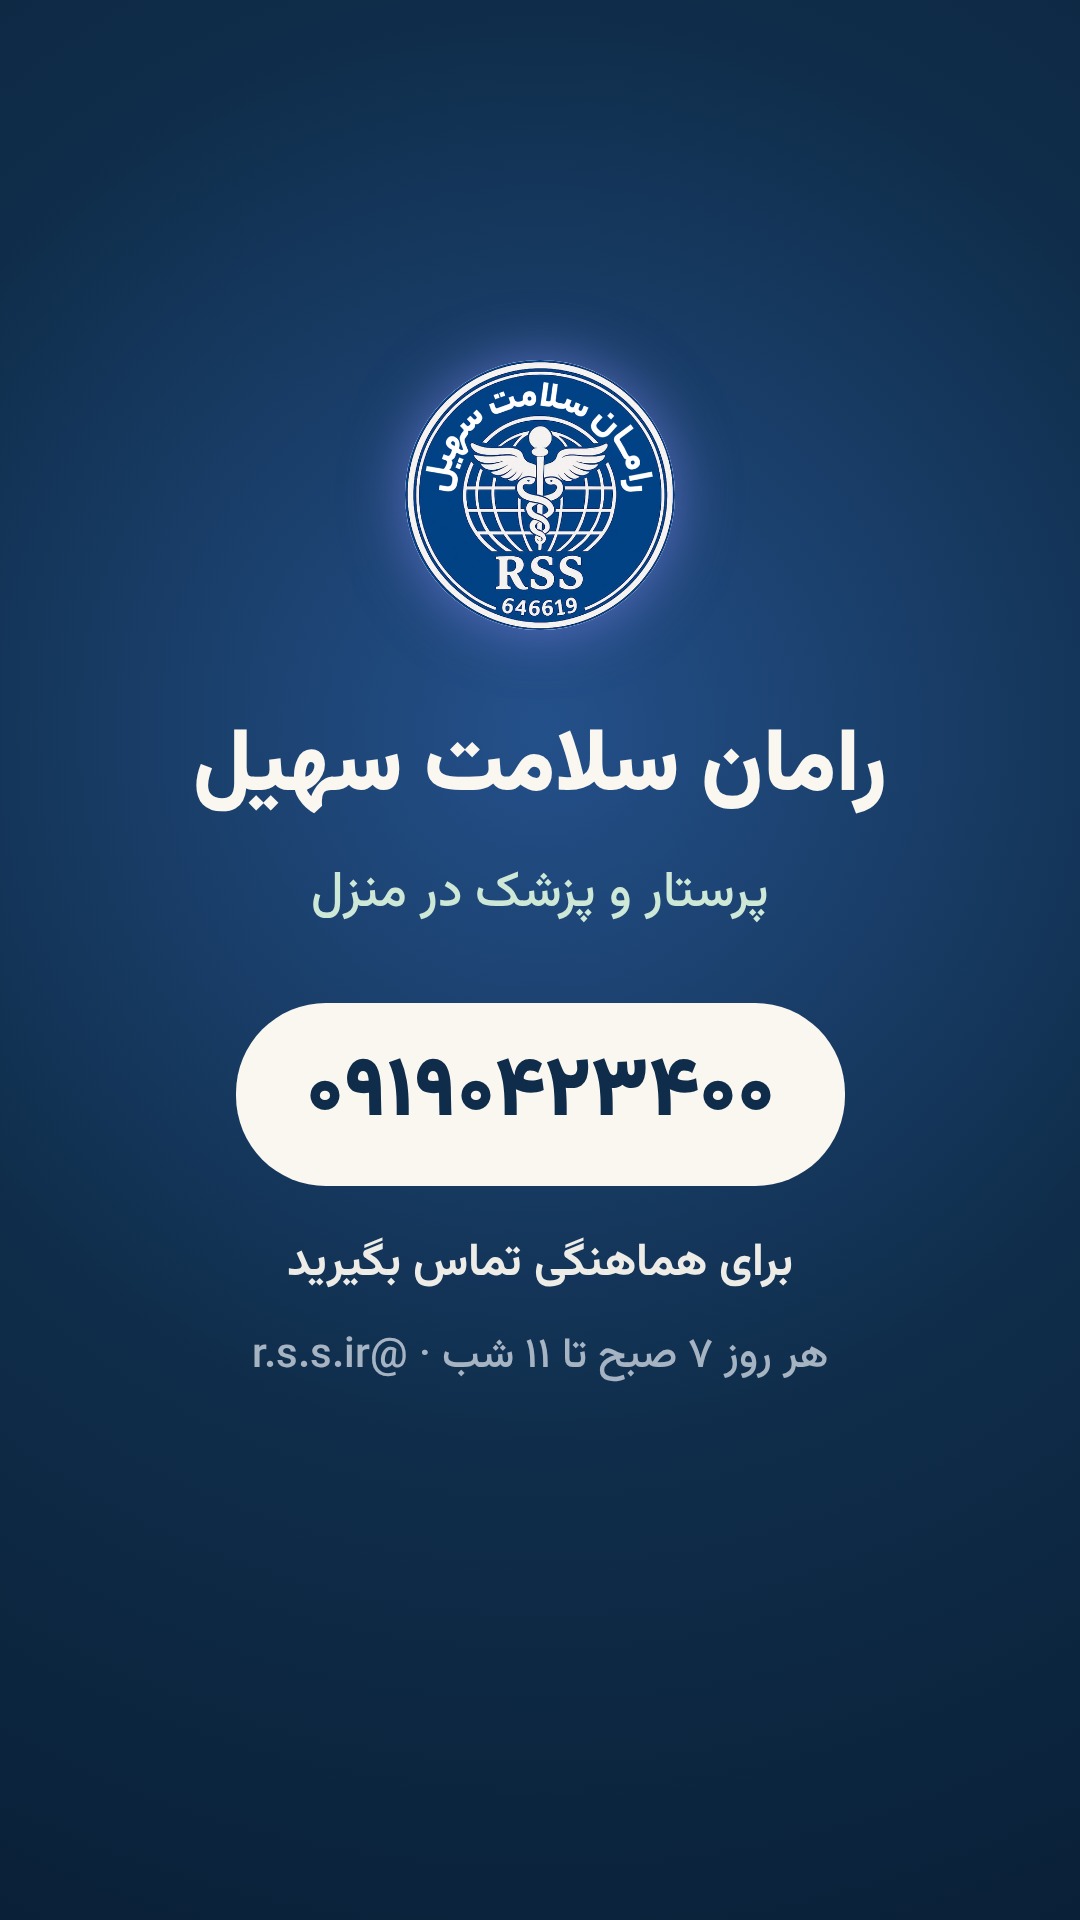 رامان سلامت سهیل
RSS
646619
رامان سلامت سهیل
پرستار و پزشک در منزل
۰۹۱۹۰۴۲۳۴۰۰
برای هماهنگی تماس بگیرید
هر روز ۷ صبح تا ۱۱ شب · @r.s.s.ir